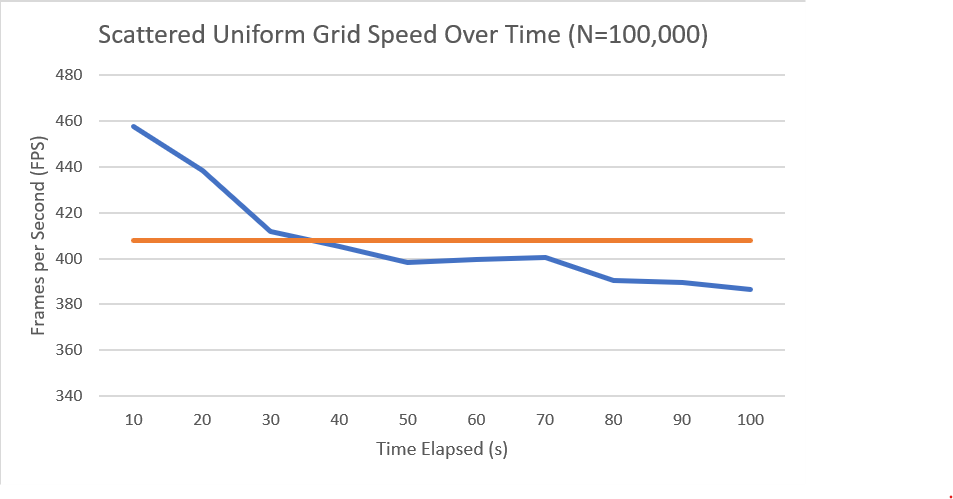 Scattered Uniform Grid Speed Over Time (N=100,000)
480
460
440
420
400
380
360
340
Frames per Second (FPS)
10 20 30 40 50 60 70 80 90 100
Time Elapsed (s)